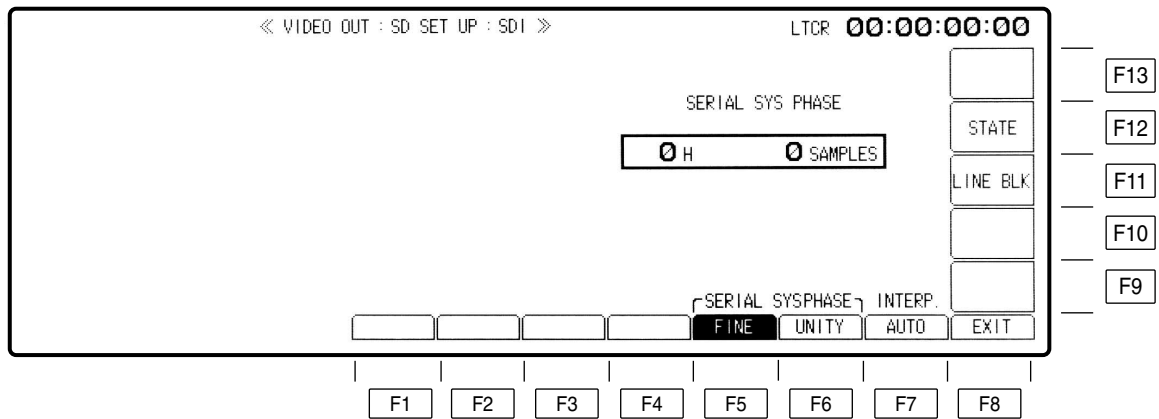 ≪ VIDEO OUT : SD SET UP : SDI ≫ LTCR 00:00:00:00
F13
SERIAL SYS PHASE
STATE F12
0 H 0 SAMPLES
LINE BLK F11
F10
F9
SERIAL SYSPHASE INTERP.
FINE UNITY AUTO EXIT
F1 F2 F3 F4 F5 F6 F7 F8